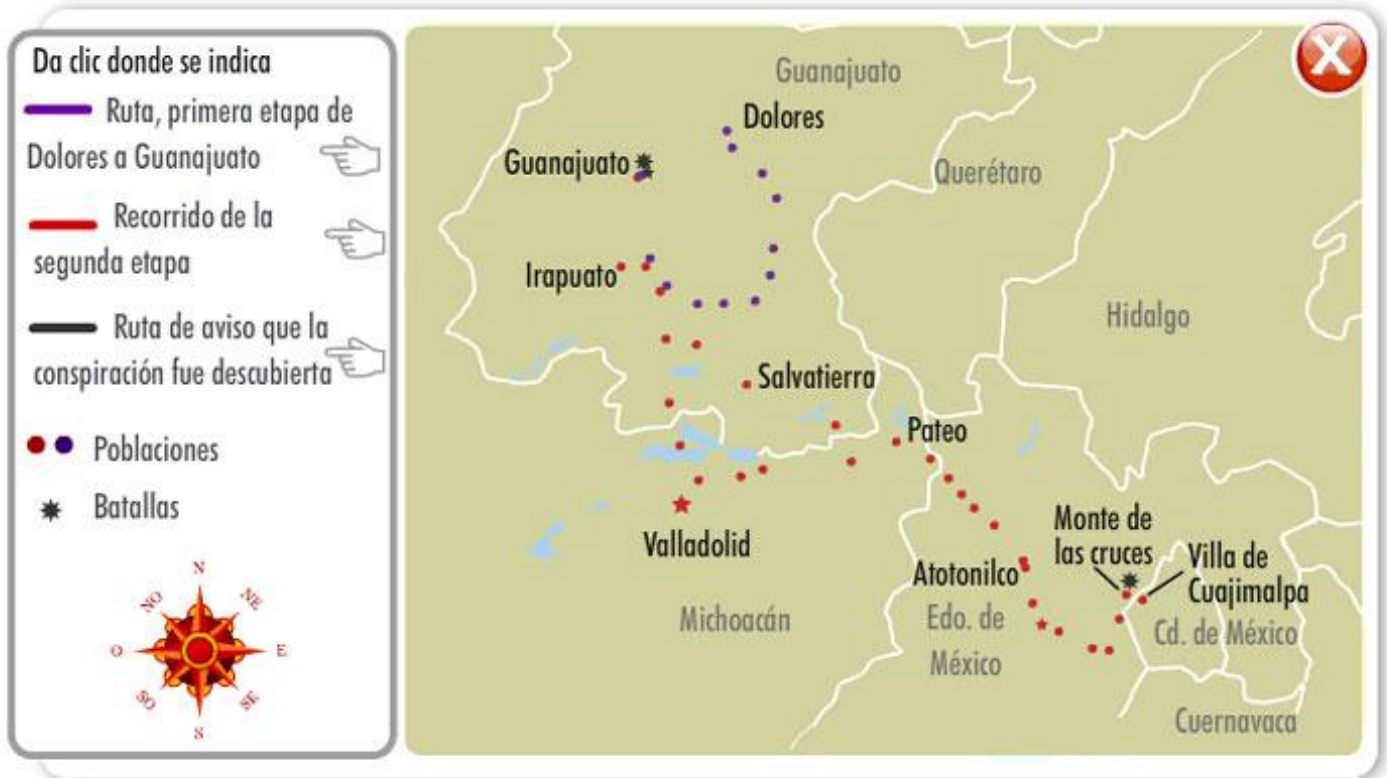 Da clic donde se indica
Ruta, primera etapa de
Dolores a Guanajuato
Recorrido de la
segunda etapa
Ruta de aviso que la
conspiración fue descubierta
Poblaciones
Batallas
N
NO
NE
O
E
SO
SE
S
X
Guanajuato
Dolores
Guanajuato
Querétaro
Irapuato
Hidalgo
Salvatierra
Pateo
Valladolid
Monte de
las cruces
Villa de
Cuajimalpa
Atotonilco
Michoacán
Edo. de
México
Cd. de México
Cuernavaca